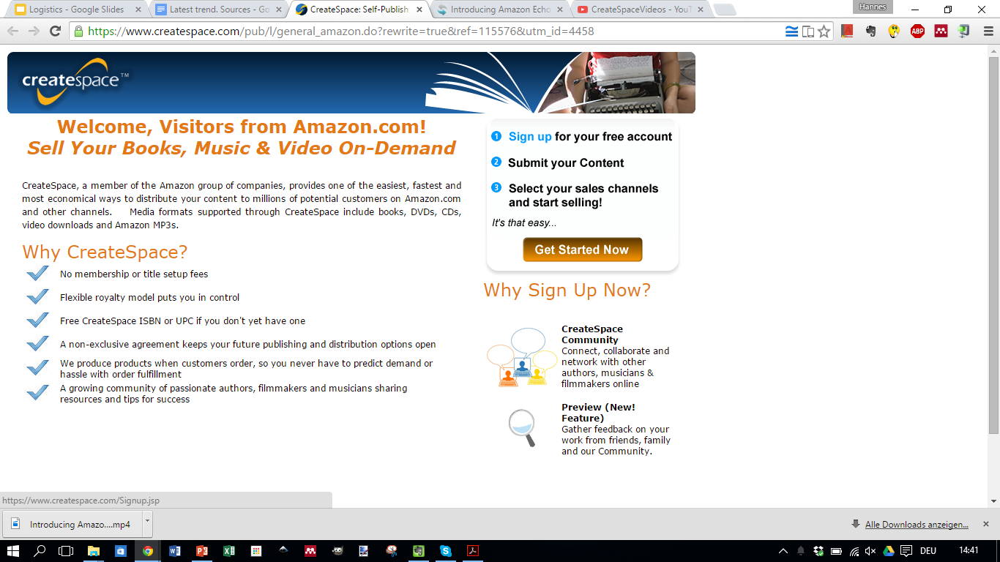 Logistics - Google Slides
Latest trend. Sources - Go
CreateSpace: Self-Publish
Introducing Amazon Echo
CreateSpaceVideos - YouT
Hannes
https://www.createspace.com/pub/l/general_amazon.do?rewrite=true&ref=115576&utm_id=4458
ABP
createspace™
Welcome, Visitors from Amazon.com!
Sell Your Books, Music & Video On-Demand
CreateSpace, a member of the Amazon group of companies, provides one of the easiest, fastest and
most economical ways to distribute your content to millions of potential customers on Amazon.com
and other channels. Media formats supported through CreateSpace include books, DVDs, CDs,
video downloads and Amazon MP3s.
Why CreateSpace?
No membership or title setup fees
Flexible royalty model puts you in control
Free CreateSpace ISBN or UPC if you don't yet have one
A non-exclusive agreement keeps your future publishing and distribution options open
We produce products when customers order, so you never have to predict demand or
hassle with order fulfillment
A growing community of passionate authors, filmmakers and musicians sharing
resources and tips for success
1 Sign up for your free account
2 Submit your Content
3 Select your sales channels
and start selling!
It's that easy...
Get Started Now
Why Sign Up Now?
CreateSpace
Community
Connect, collaborate and
network with other
authors, musicians &
filmmakers online
Preview (New!
Feature)
Gather feedback on your
work from friends, family
and our Community.
https://www.createspace.com/Signup.jsp
Introducing Amazo....mp4
Alle Downloads anzeigen...
DEU
14:41